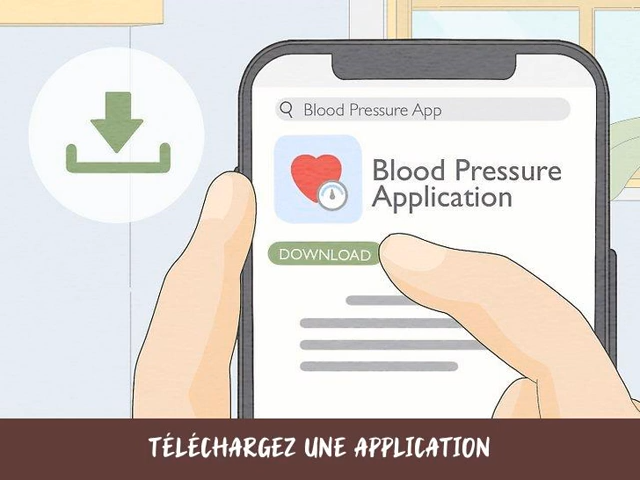 Blood Pressure App
Blood Pressure
Application
DOWNLOAD
TÉLÉCHARGEZ UNE APPLICATION